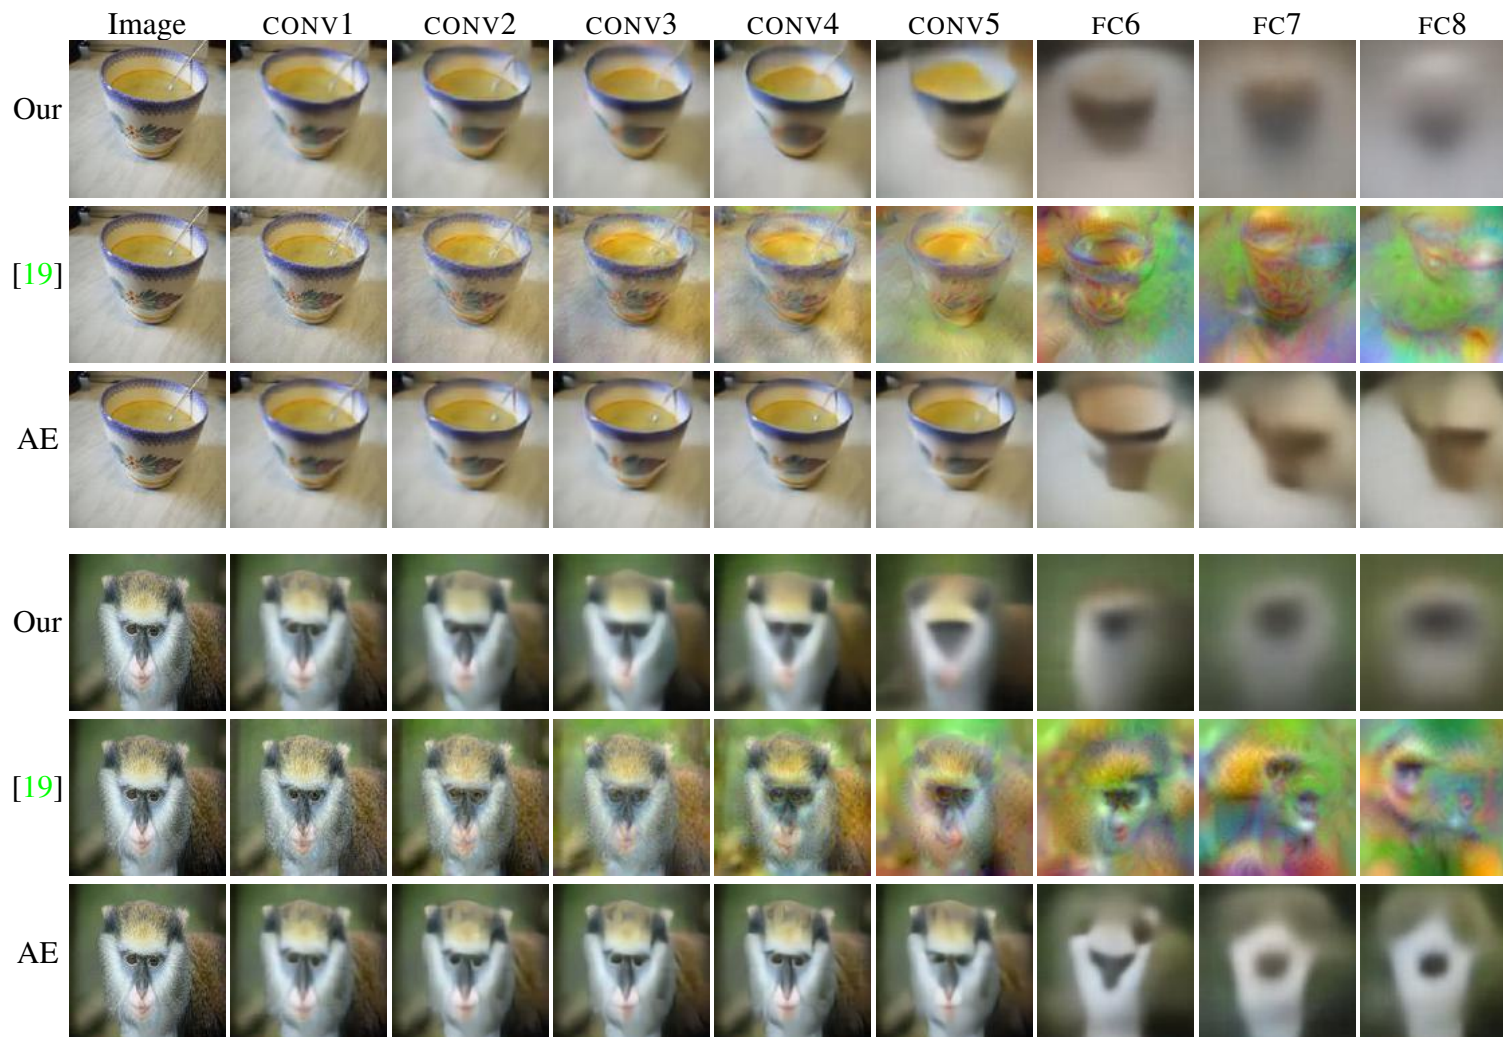 Image CONV1 CONV2 CONV3 CONV4 CONV5 FC6 FC7 FC8
Our
[19]
AE
Our
[19]
AE